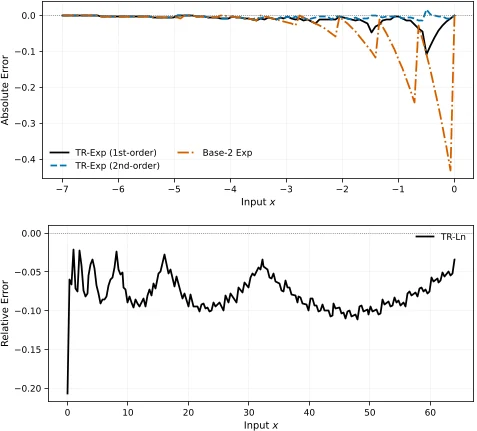 Absolute Error
0.0
−0.1
−0.2
−0.3
−0.4
TR-Exp (1st-order)
TR-Exp (2nd-order)
Base-2 Exp
−7 −6 −5 −4 −3 −2 −1 0
Input x
Relative Error
0.00
−0.05
−0.10
−0.15
−0.20
TR-Ln
0 10 20 30 40 50 60
Input x